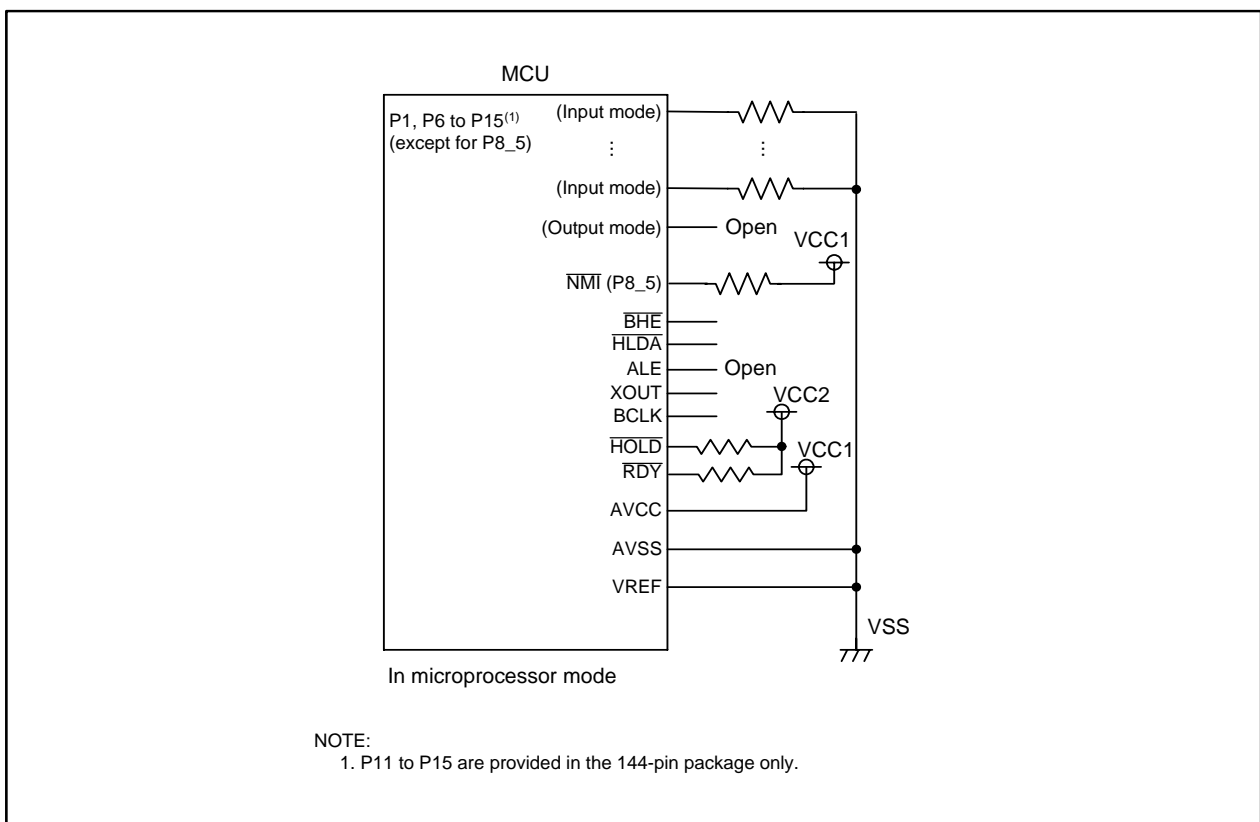 MCU
P1, P6 to P15(1)
(except for P8_5)
(Input mode)
⋮
⋮
(Input mode)
(Output mode)
Open
VCC1
NMI (P8_5)
BHE
HLDA
ALE
Open
XOUT
VCC2
BCLK
HOLD
VCC1
RDY
AVCC
AVSS
VREF
VSS
In microprocessor mode
NOTE:
1. P11 to P15 are provided in the 144-pin package only.